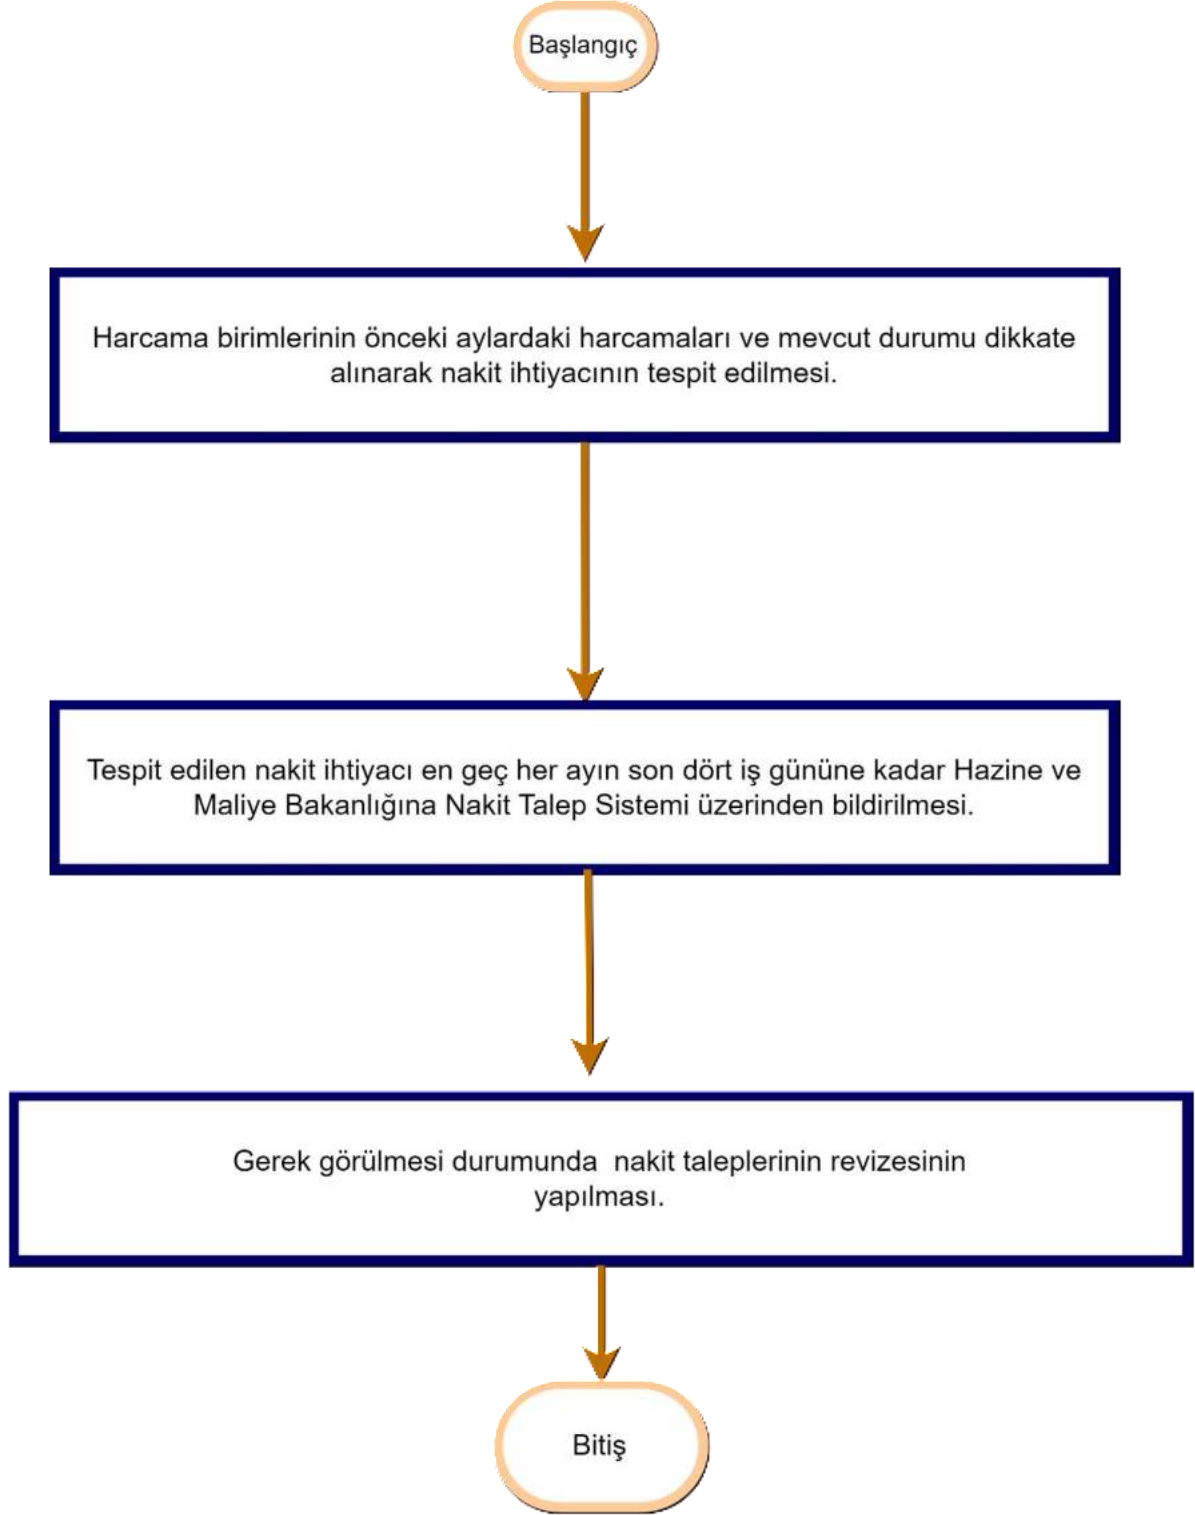 Başlangıç
Harcama birimlerinin önceki aylardaki harcamaları ve mevcut durumu dikkate
alınarak nakit ihtiyacının tespit edilmesi.
Tespit edilen nakit ihtiyacı en geç her ayın son dört iş gününe kadar Hazine ve
Maliye Bakanlığına Nakit Talep Sistemi üzerinden bildirilmesi.
Gerek görülmesi durumunda  nakit taleplerinin revizesinin
yapılması.
Bitiş